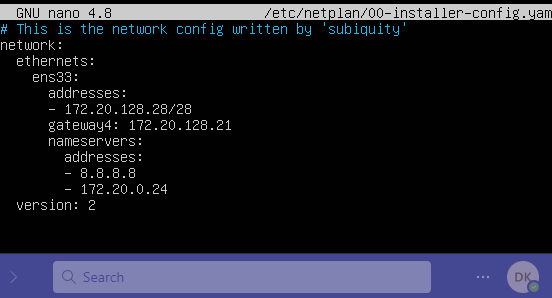 GNU nano 4.8 /etc/netplan/00-installer-config.yam
# This is the network config written by 'subiquity'
network:
  ethernets:
    ens33:
      addresses:
      - 172.20.128.28/28
      gateway4: 172.20.128.21
      nameservers:
        addresses:
        - 8.8.8.8
        - 172.20.0.24
  version: 2
Search
...
DK